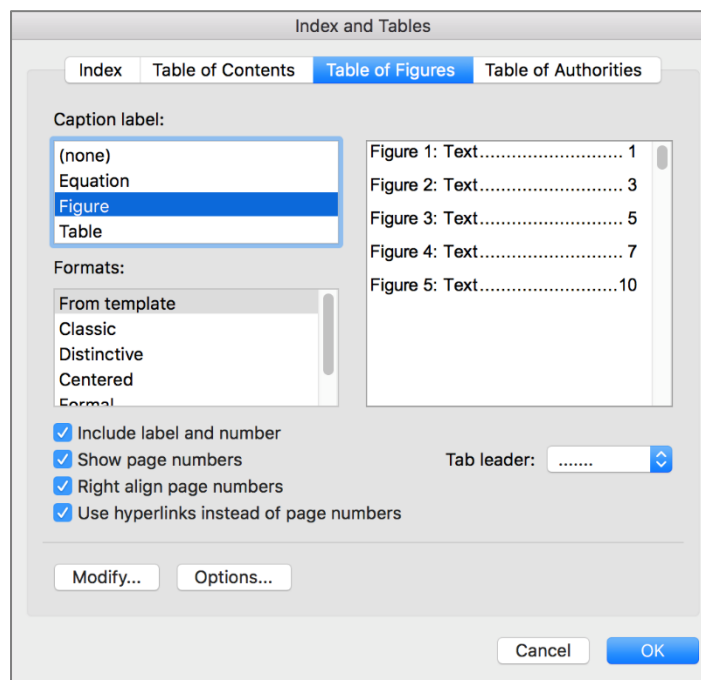 Index and Tables
Index
Table of Contents
Table of Figures
Table of Authorities
Caption label:
(none)
Equation
Figure
Table
Figure 1: Text........................... 1
Figure 2: Text........................... 3
Figure 3: Text........................... 5
Figure 4: Text........................... 7
Figure 5: Text..........................10
Formats:
From template
Classic
Distinctive
Centered
Formal
Include label and number
Show page numbers
Right align page numbers
Use hyperlinks instead of page numbers
Tab leader:
.......
Modify...
Options...
Cancel
OK